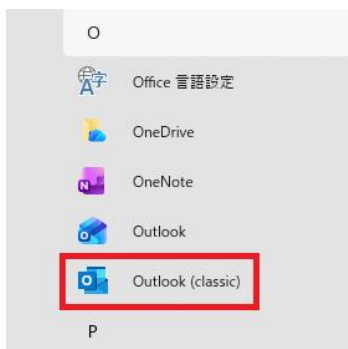 O
Office 言語設定
OneDrive
OneNote
Outlook
Outlook (classic)
P